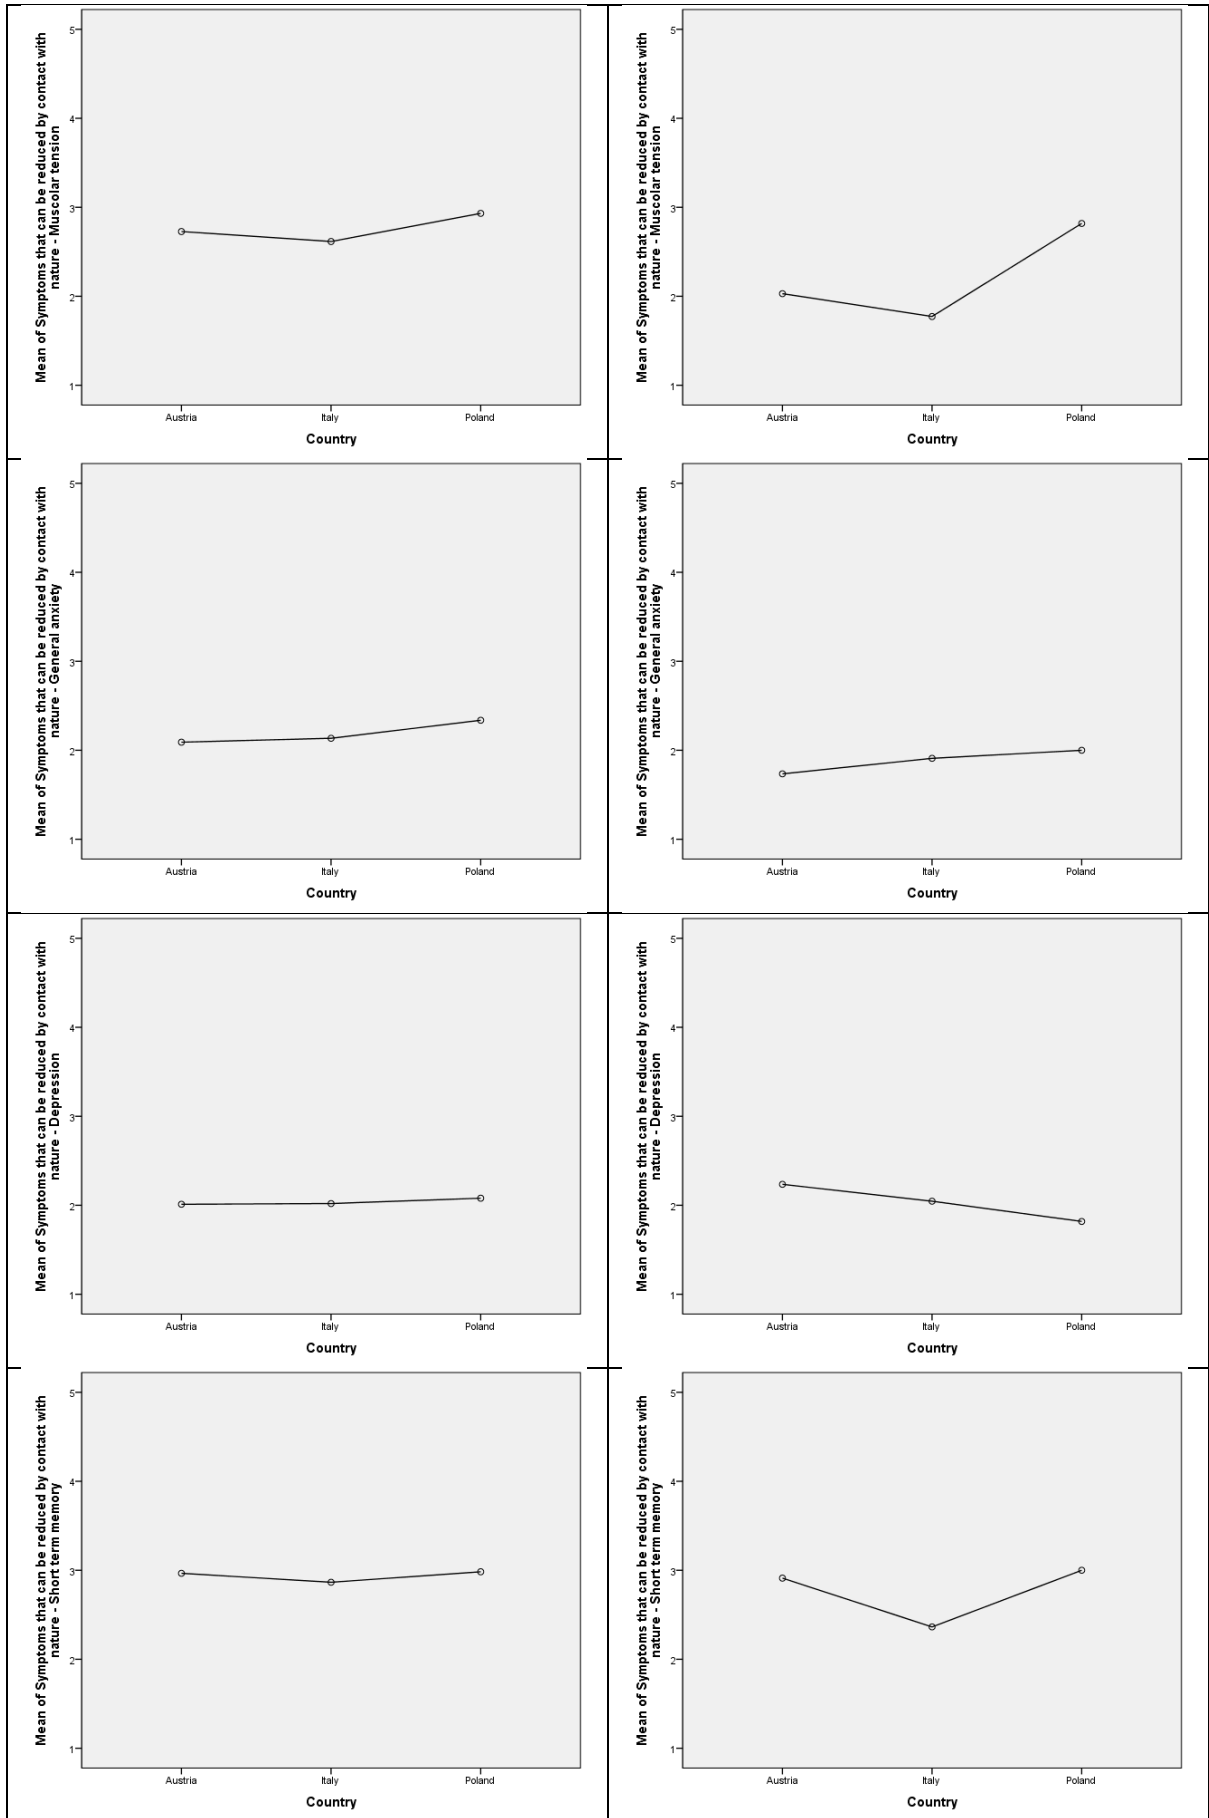 Mean of Symptoms that can be reduced by contact with
nature - Muscolar tension
5
4
3
2
1
Austria Italy Poland
Country
Mean of Symptoms that can be reduced by contact with
nature - Muscolar tension
5
4
3
2
1
Austria Italy Poland
Country
Mean of Symptoms that can be reduced by contact with
nature - General anxiety
5
4
3
2
1
Austria Italy Poland
Country
Mean of Symptoms that can be reduced by contact with
nature - General anxiety
5
4
3
2
1
Austria Italy Poland
Country
Mean of Symptoms that can be reduced by contact with
nature - Depression
5
4
3
2
1
Austria Italy Poland
Country
Mean of Symptoms that can be reduced by contact with
nature - Depression
5
4
3
2
1
Austria Italy Poland
Country
Mean of Symptoms that can be reduced by contact with
nature - Short term memory
5
4
3
2
1
Austria Italy Poland
Country
Mean of Symptoms that can be reduced by contact with
nature - Short term memory
5
4
3
2
1
Austria Italy Poland
Country